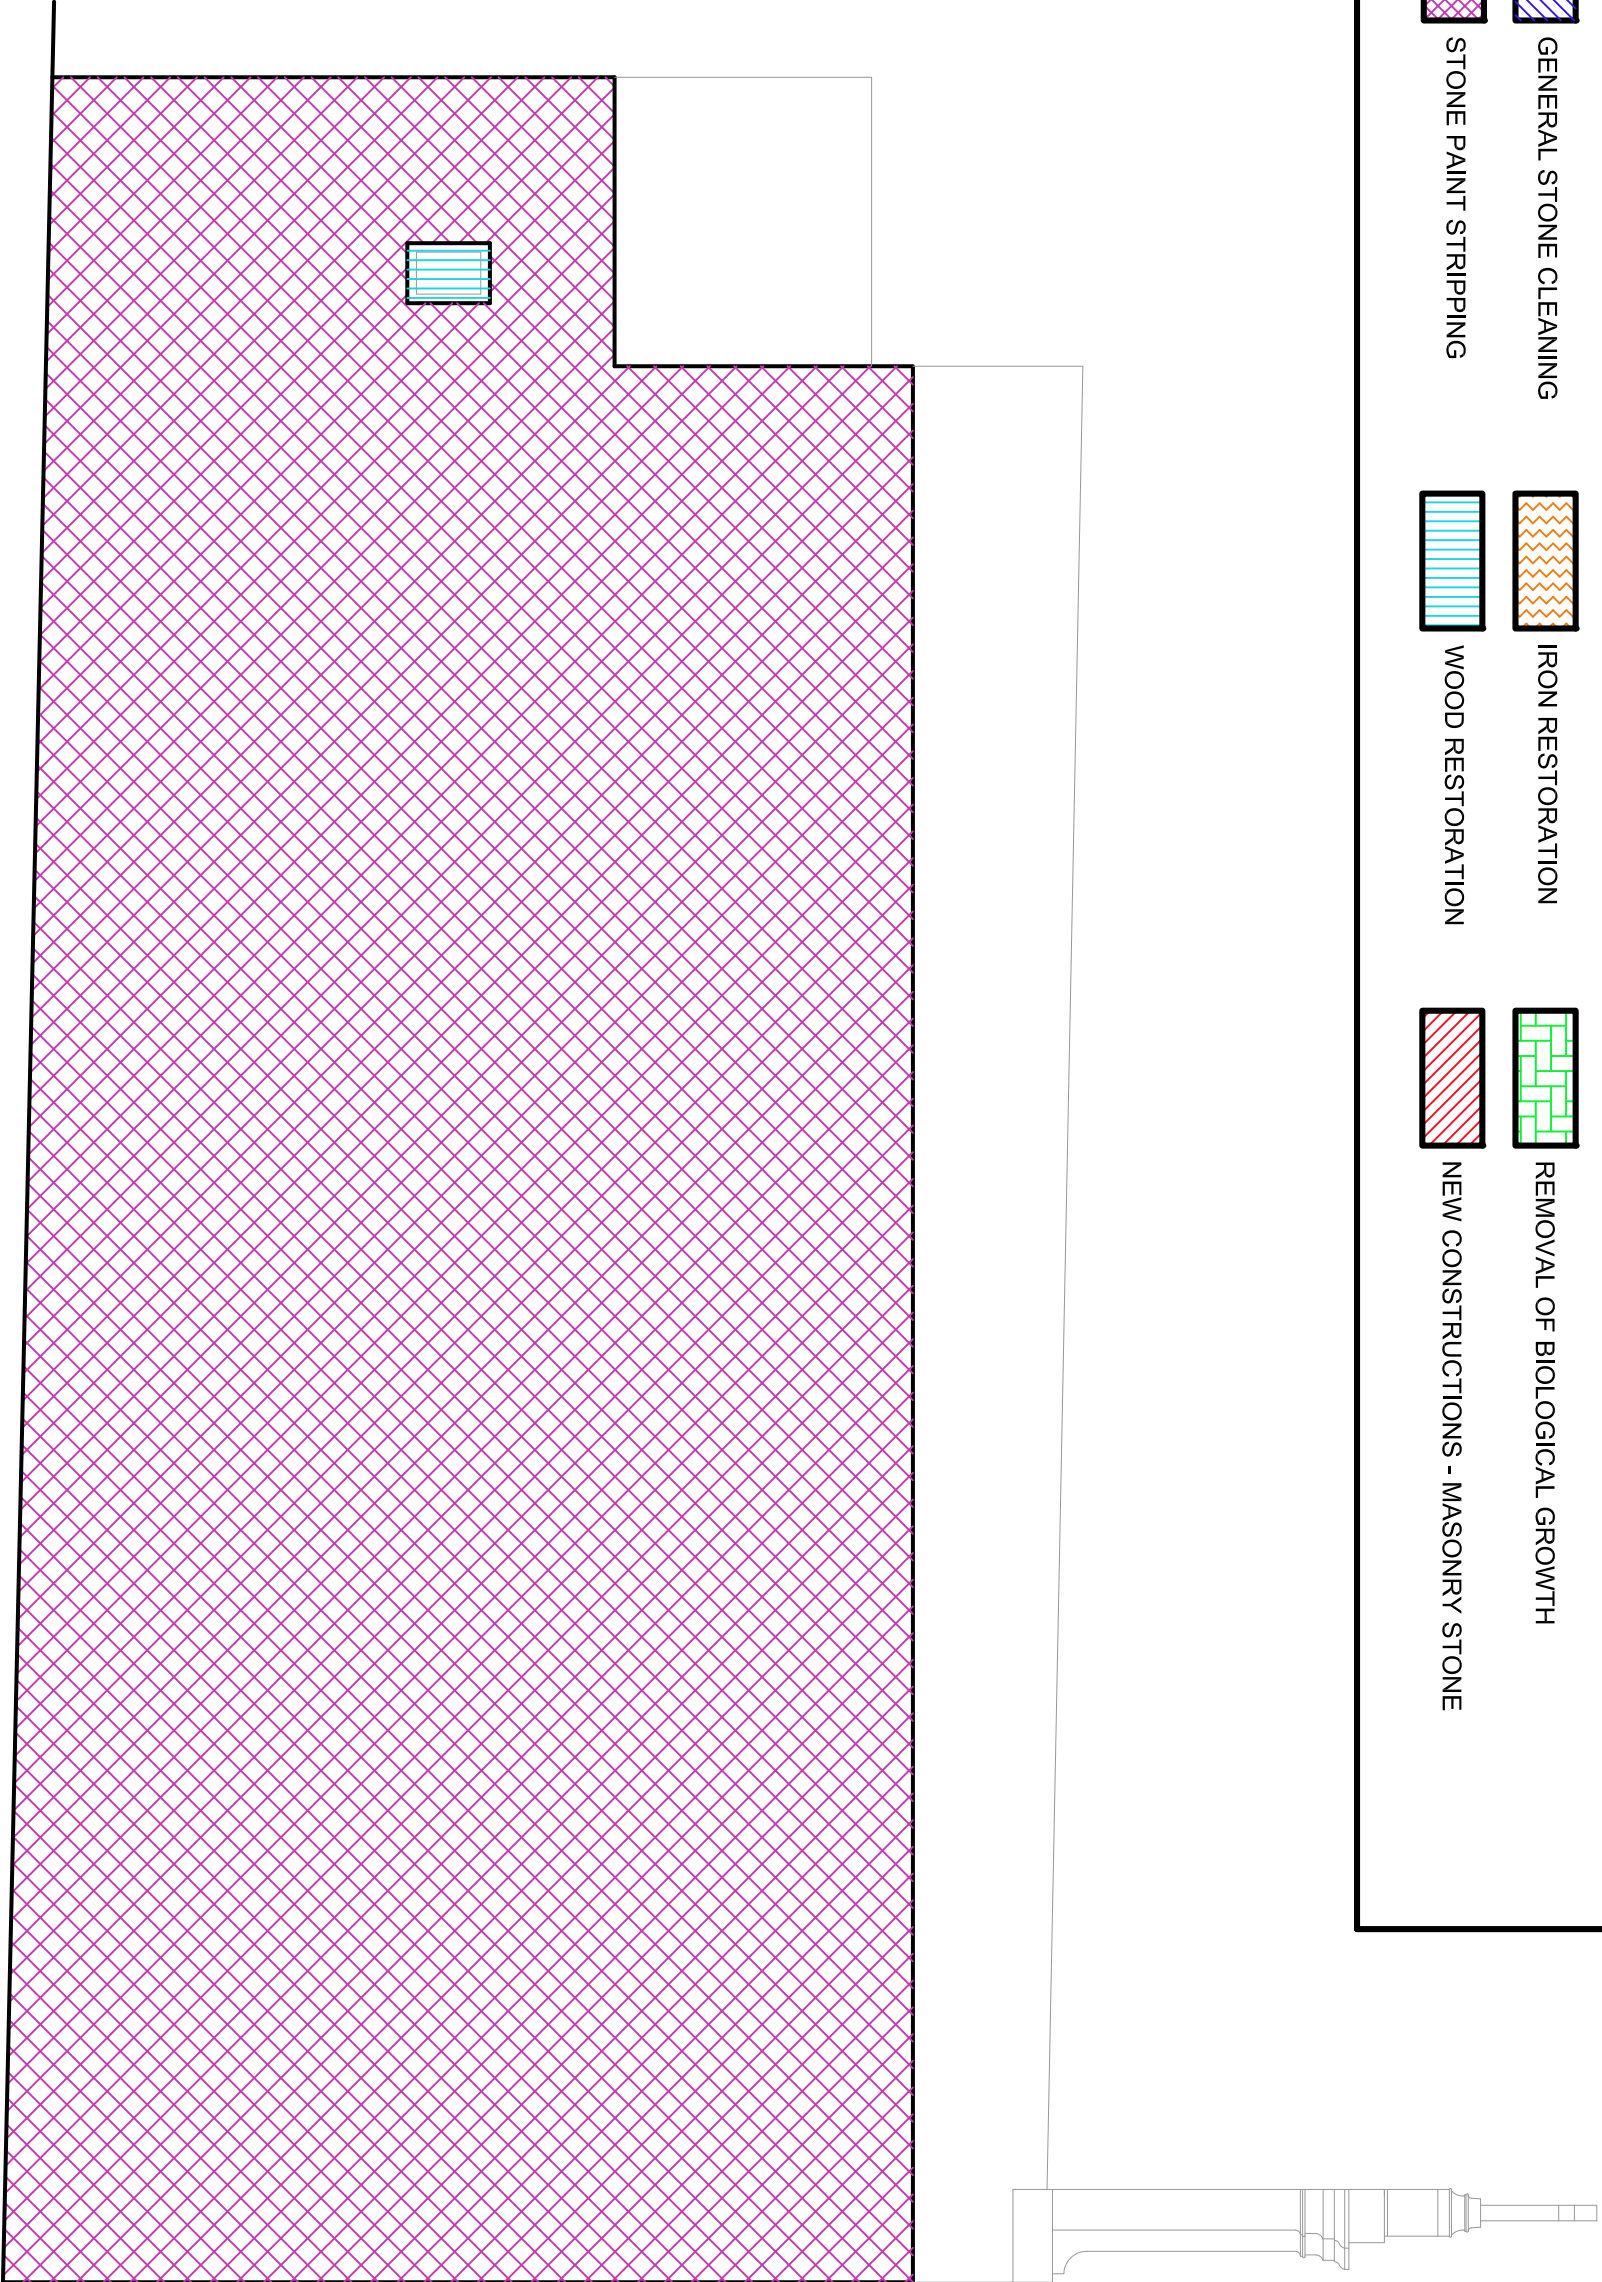 GENERAL STONE CLEANING
IRON RESTORATION
REMOVAL OF BIOLOGICAL GROWTH
STONE PAINT STRIPPING
WOOD RESTORATION
NEW CONSTRUCTIONS - MASONRY STONE